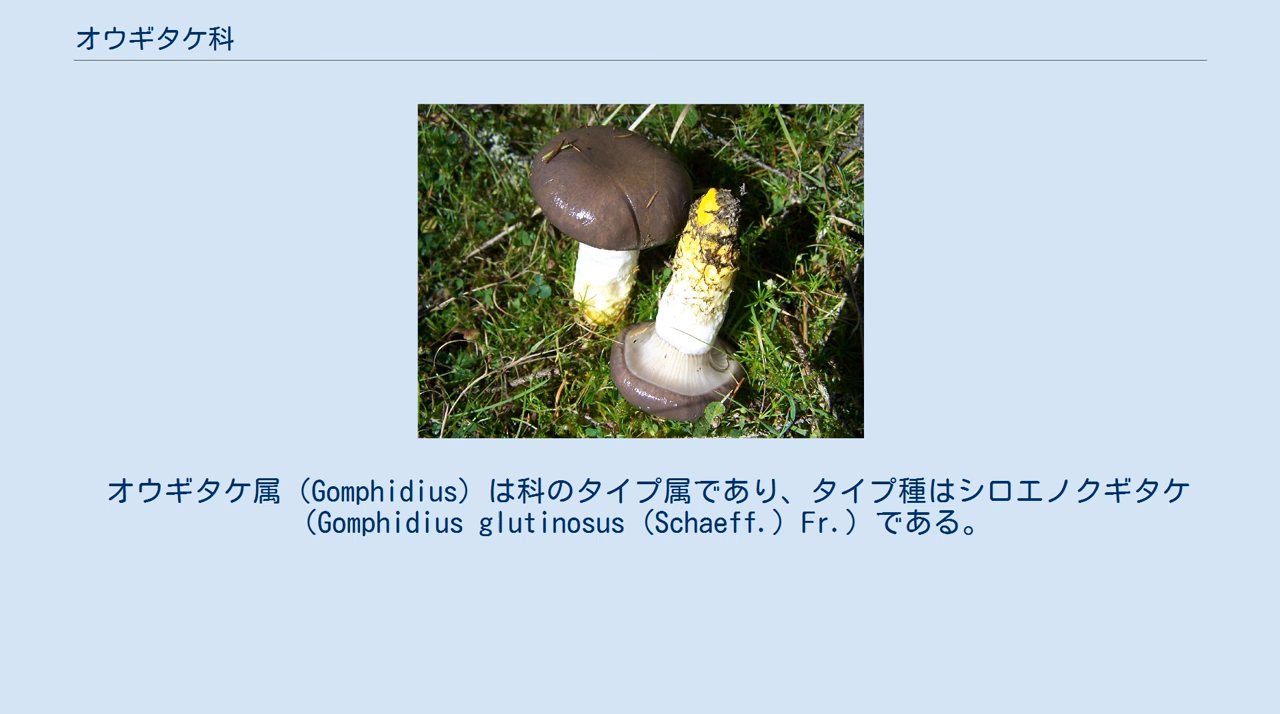 オウギタケ科
オウギタケ属（Gomphidius）は科のタイプ属であり、タイプ種はシロエノクギタケ
（Gomphidius glutinosus（Schaeff.）Fr.）である。